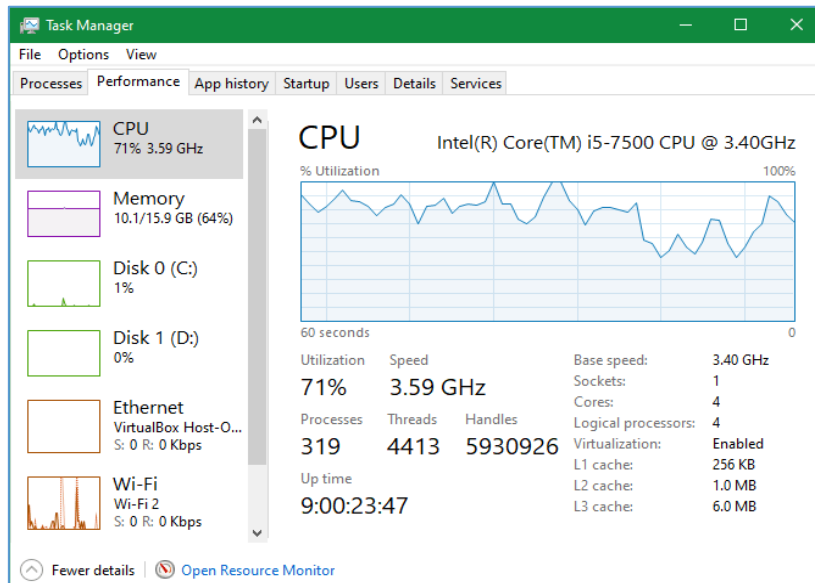 Task Manager
File Options View
Processes Performance App history Startup Users Details Services
CPU
71% 3.59 GHz
Memory
10.1/15.9 GB (64%)
Disk 0 (C:)
1%
Disk 1 (D:)
0%
Ethernet
VirtualBox Host-O...
S: 0 R: 0 Kbps
Wi-Fi
Wi-Fi 2
S: 0 R: 0 Kbps
CPU Intel(R) Core(TM) i5-7500 CPU @ 3.40GHz
% Utilization 100%
60 seconds 0
Utilization Speed
71% 3.59 GHz
Processes Threads Handles
319 4413 5930926
Up time
9:00:23:47
Base speed: 3.40 GHz
Sockets: 1
Cores: 4
Logical processors: 4
Virtualization: Enabled
L1 cache: 256 KB
L2 cache: 1.0 MB
L3 cache: 6.0 MB
Fewer details Open Resource Monitor